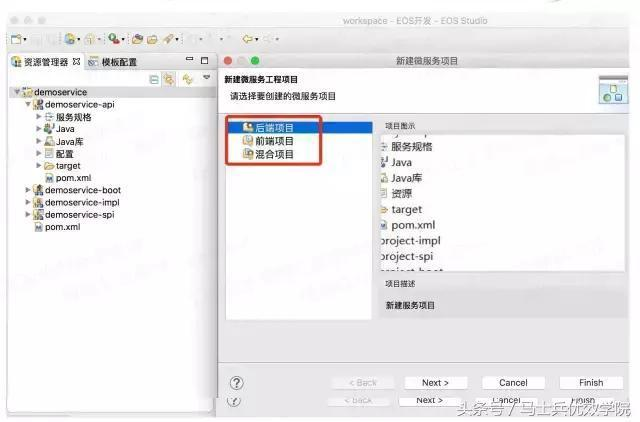 workspace - EOS开发 - EOS Studio
资源管理器
模板配置
demoservice
demoservice-api
服务规格
Java
Java库
配置
target
pom.xml
demoservice-boot
demoservice-impl
demoservice-spi
pom.xml
新建微服务项目
新建微服务工程项目
请选择要创建的微服务项目
后端项目
前端项目
混合项目
项目图示
服务规格
Java
Java库
资源
target
pom.xml
project-impl
project-spi
project-boot
项目描述
新建服务项目
? < Back Next > Cancel Finish
? < Back Next > Cancel Finish
头条号 / 马士兵优效学院